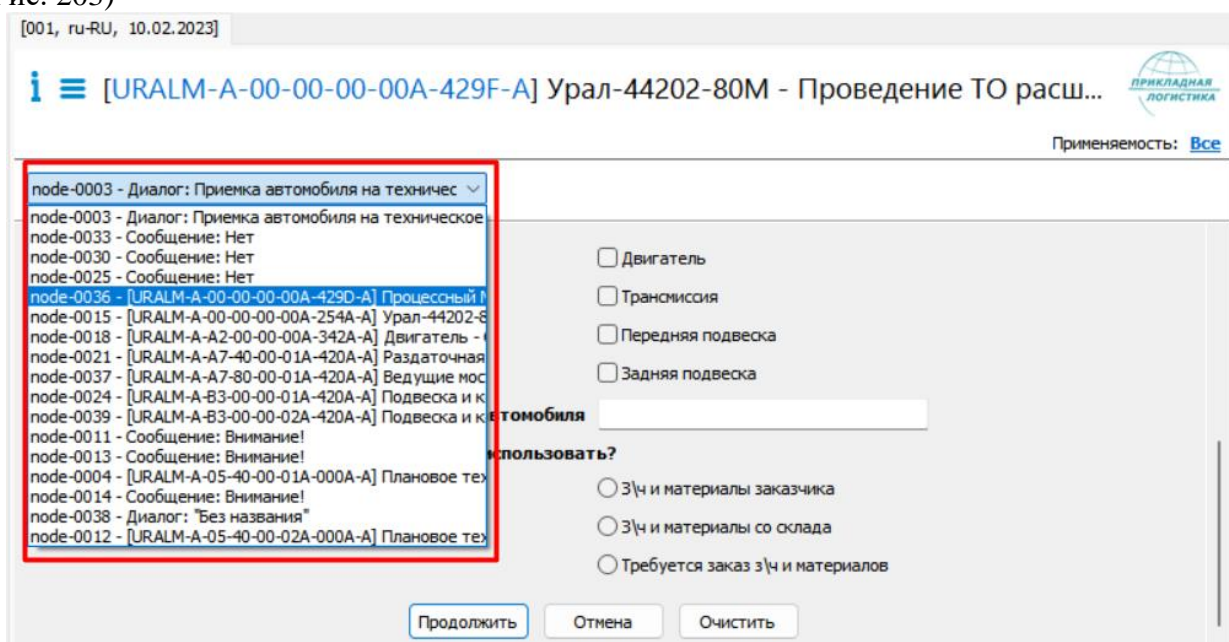 ис. 203)
[001, ru-RU, 10.02.2023]
[URALM-A-00-00-00-00A-429F-A] Урал-44202-80М - Проведение ТО расш...
ПРИКЛАДНАЯ
ЛОГИСТИКА
Применяемость: Все
node-0003 - Диалог: Приемка автомобиля на техничес
node-0003 - Диалог: Приемка автомобиля на техническое
node-0033 - Сообщение: Нет
node-0030 - Сообщение: Нет
node-0025 - Сообщение: Нет
node-0036 - [URALM-A-00-00-00-00A-429D-A] Процессный
node-0015 - [URALM-A-00-00-00-00A-254A-A] Урал-44202-8
node-0018 - [URALM-A-A2-00-00-00A-342A-A] Двигатель -
node-0021 - [URALM-A-A7-40-00-01A-420A-A] Раздаточная
node-0037 - [URALM-A-A7-80-00-01A-420A-A] Ведущие мос
node-0024 - [URALM-A-B3-00-00-01A-420A-A] Подвеска и к
node-0039 - [URALM-A-B3-00-00-02A-420A-A] Подвеска и к
node-0011 - Сообщение: Внимание!
node-0013 - Сообщение: Внимание!
node-0004 - [URALM-A-05-40-00-01A-000A-A] Плановое тех
node-0014 - Сообщение: Внимание!
node-0038 - Диалог: "Без названия"
node-0012 - [URALM-A-05-40-00-02A-000A-A] Плановое тех
Двигатель
Трансмиссия
Передняя подвеска
Задняя подвеска
втомобиля
использовать?
З\ч и материалы заказчика
З\ч и материалы со склада
Требуется заказ з\ч и материалов
Продолжить Отмена Очистить